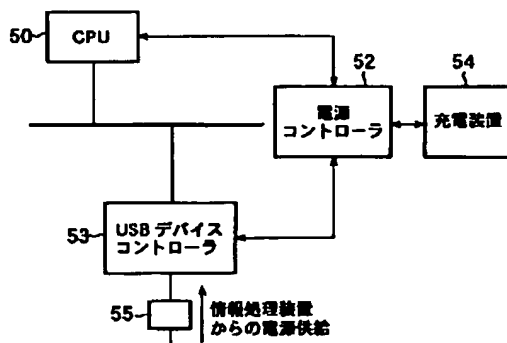 50
CPU
52
54
電源
コントローラ
充電装置
53
USB デバイス
コントローラ
55
情報処理装置
からの電源供給